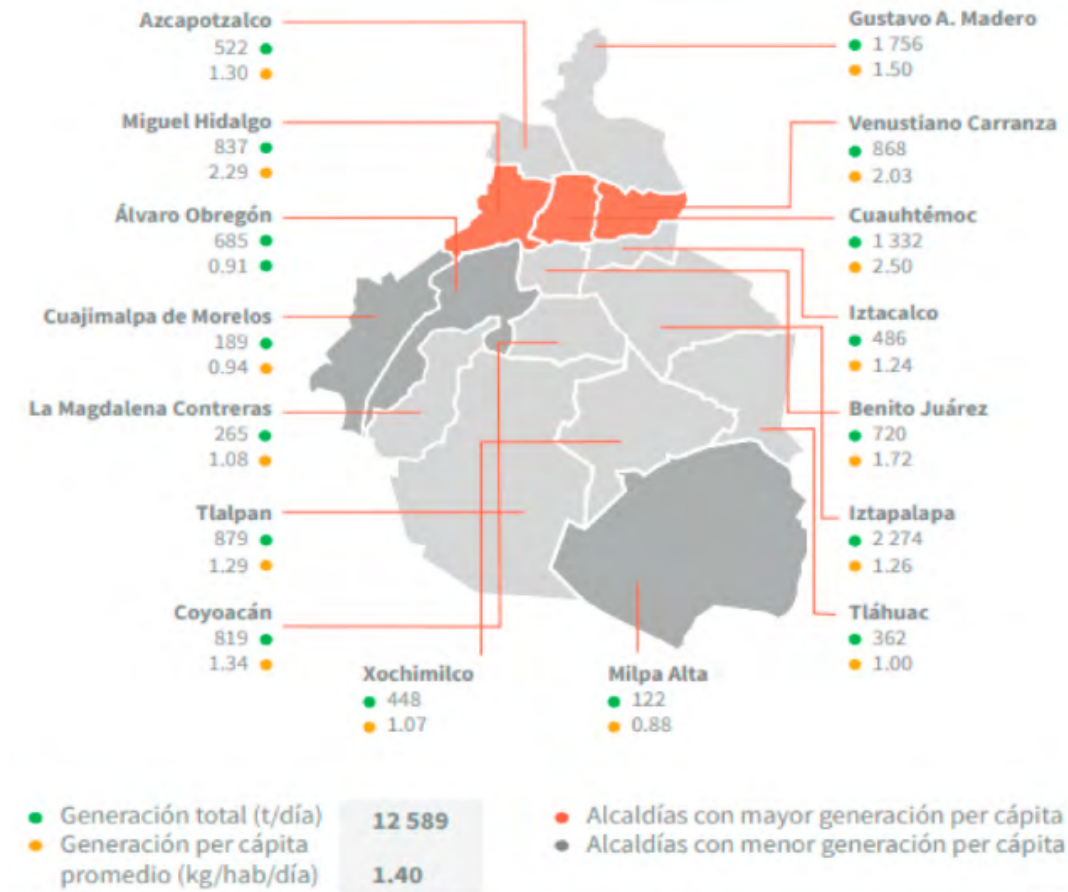 Azcapotzalco
522
1.30
Miguel Hidalgo
837
2.29
Álvaro Obregón
685
0.91
Cuajimalpa de Morelos
189
0.94
La Magdalena Contreras
265
1.08
Tlalpan
879
1.29
Coyoacán
819
1.34
Xochimilco
448
1.07
Milpa Alta
122
0.88
Gustavo A. Madero
1 756
1.50
Venustiano Carranza
868
2.03
Cuauhtémoc
1 332
2.50
Iztacalco
486
1.24
Benito Juárez
720
1.72
Iztapalapa
2 274
1.26
Tláhuac
362
1.00
Generación total (t/día) 12 589
Generación per cápita
promedio (kg/hab/día) 1.40
Alcaldías con mayor generación per cápita
Alcaldías con menor generación per cápita